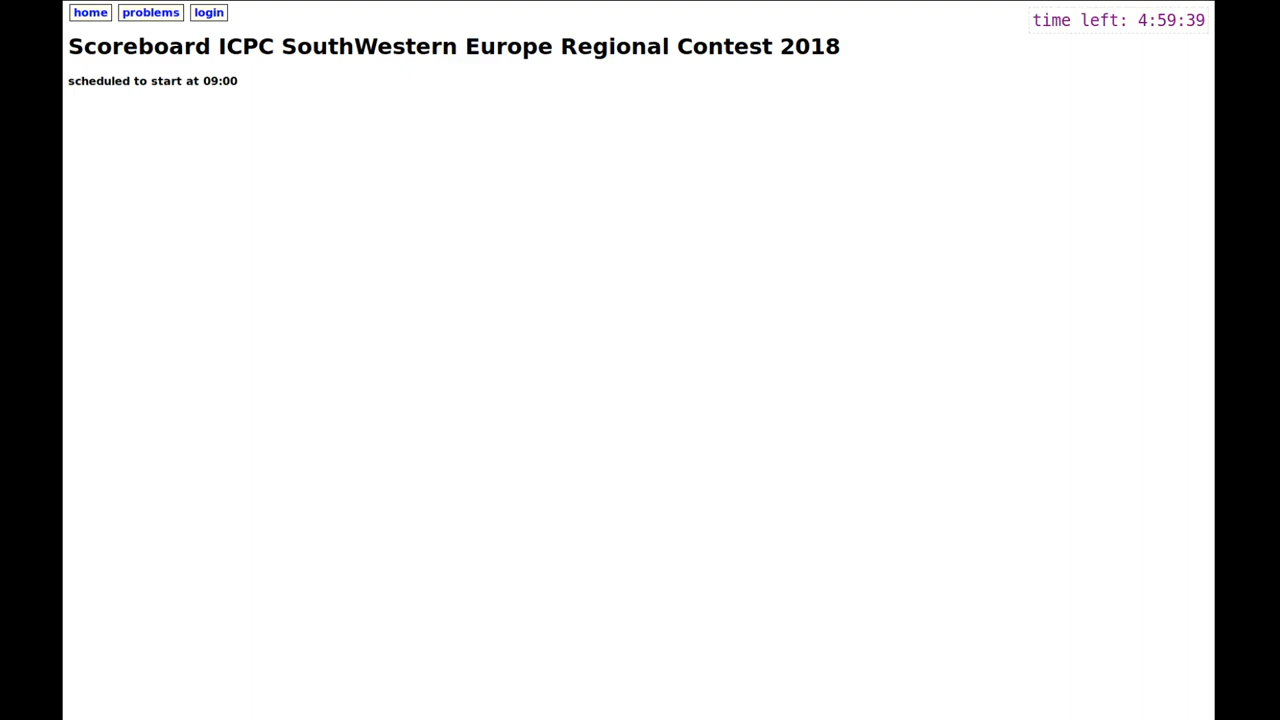 home problems login
time left: 4:59:39
Scoreboard ICPC SouthWestern Europe Regional Contest 2018
scheduled to start at 09:00